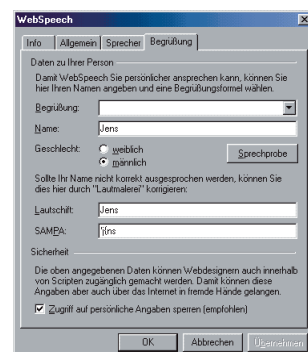 WebSpeech
Info Allgemein Sprecher Begrüßung
Daten zu Ihrer Person
Damit WebSpeech Sie persönlicher ansprechen kann, können Sie
hier Ihren Namen angeben und eine Begrüßungsformel wählen.
Begrüßung:
Name: Jens
Geschlecht: weiblich
männlich
Sprechprobe
Sollte Ihr Name nicht korrekt ausgesprochen werden, können Sie
dies hier durch "Lautmalerei" korrigieren:
Lautschift: Jens
SAMPA: 'j{ns
Sicherheit
Die oben angegebenen Daten können Webdesignern auch innerhalb
von Scripten zugänglich gemacht werden. Damit können diese
Angaben aber auch über das Internet in fremde Hände gelangen.
Zugriff auf persönliche Angaben sperren (empfohlen)
OK Abbrechen Übernehmen